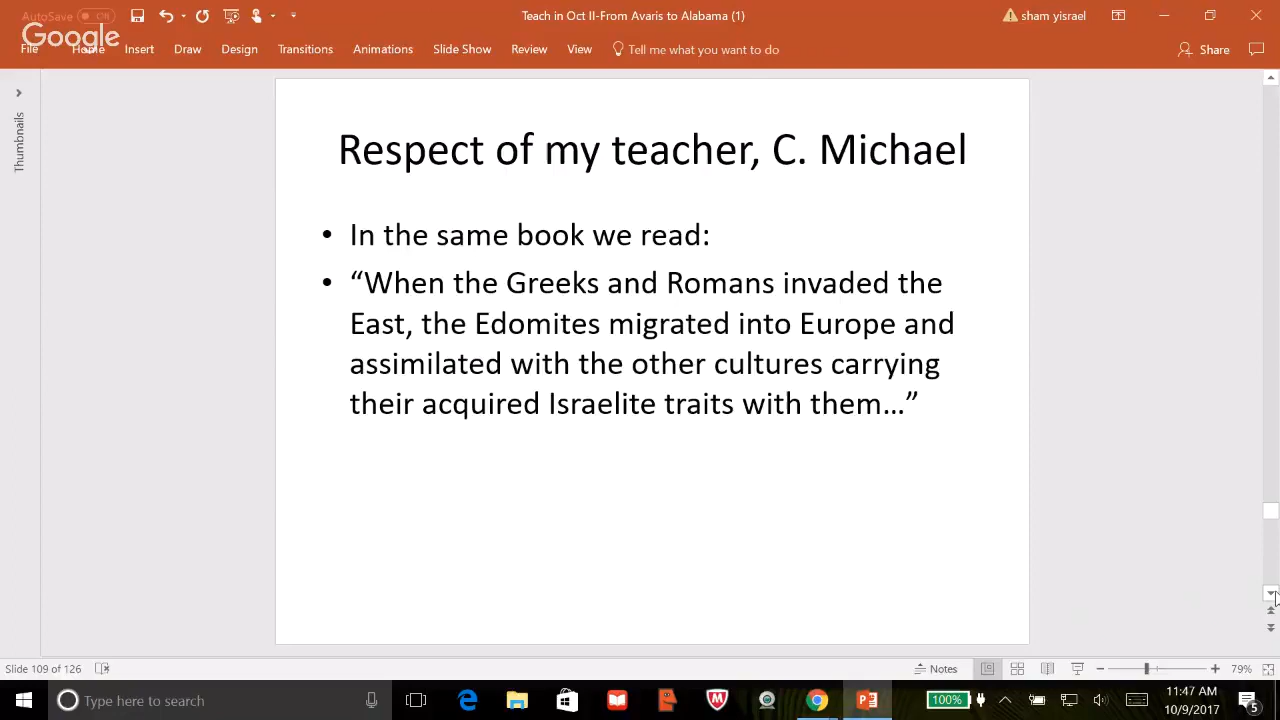 AutoSave Off
Teach in Oct II-From Avaris to Alabama (1)
sham yisrael
Google
File Home Insert Draw Design Transitions Animations Slide Show Review View Tell me what you want to do
Share
Thumbnails
Respect of my teacher, C. Michael
• In the same book we read:
• “When the Greeks and Romans invaded the
East, the Edomites migrated into Europe and
assimilated with the other cultures carrying
their acquired Israelite traits with them…”
Slide 109 of 126
Notes
79%
Type here to search
100%
11:47 AM
10/9/2017
5